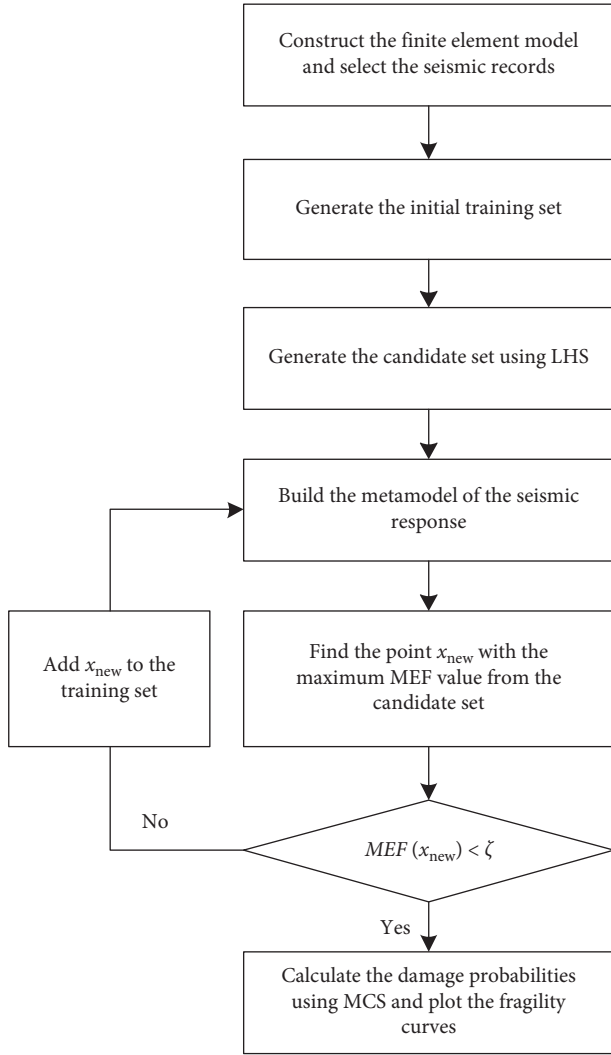 Construct the finite element model
and select the seismic records
Generate the initial training set
Generate the candidate set using LHS
Build the metamodel of the seismic
response
Find the point x_new with the
maximum MEF value from the
candidate set
Add x_new to the
training set
MEF (x_new) < ζ
No
Yes
Calculate the damage probabilities
using MCS and plot the fragility
curves